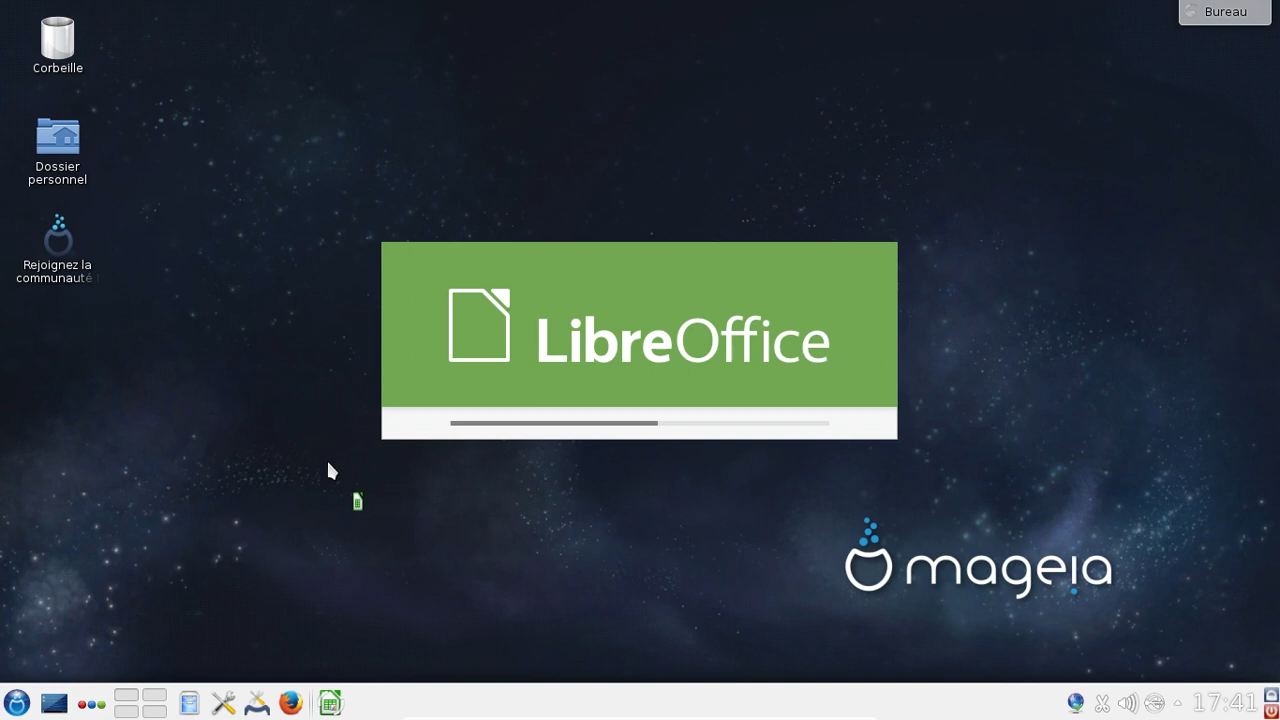 Bureau
Corbeille
Dossier
personnel
Rejoignez la
communauté
LibreOffice
mageia
17:41